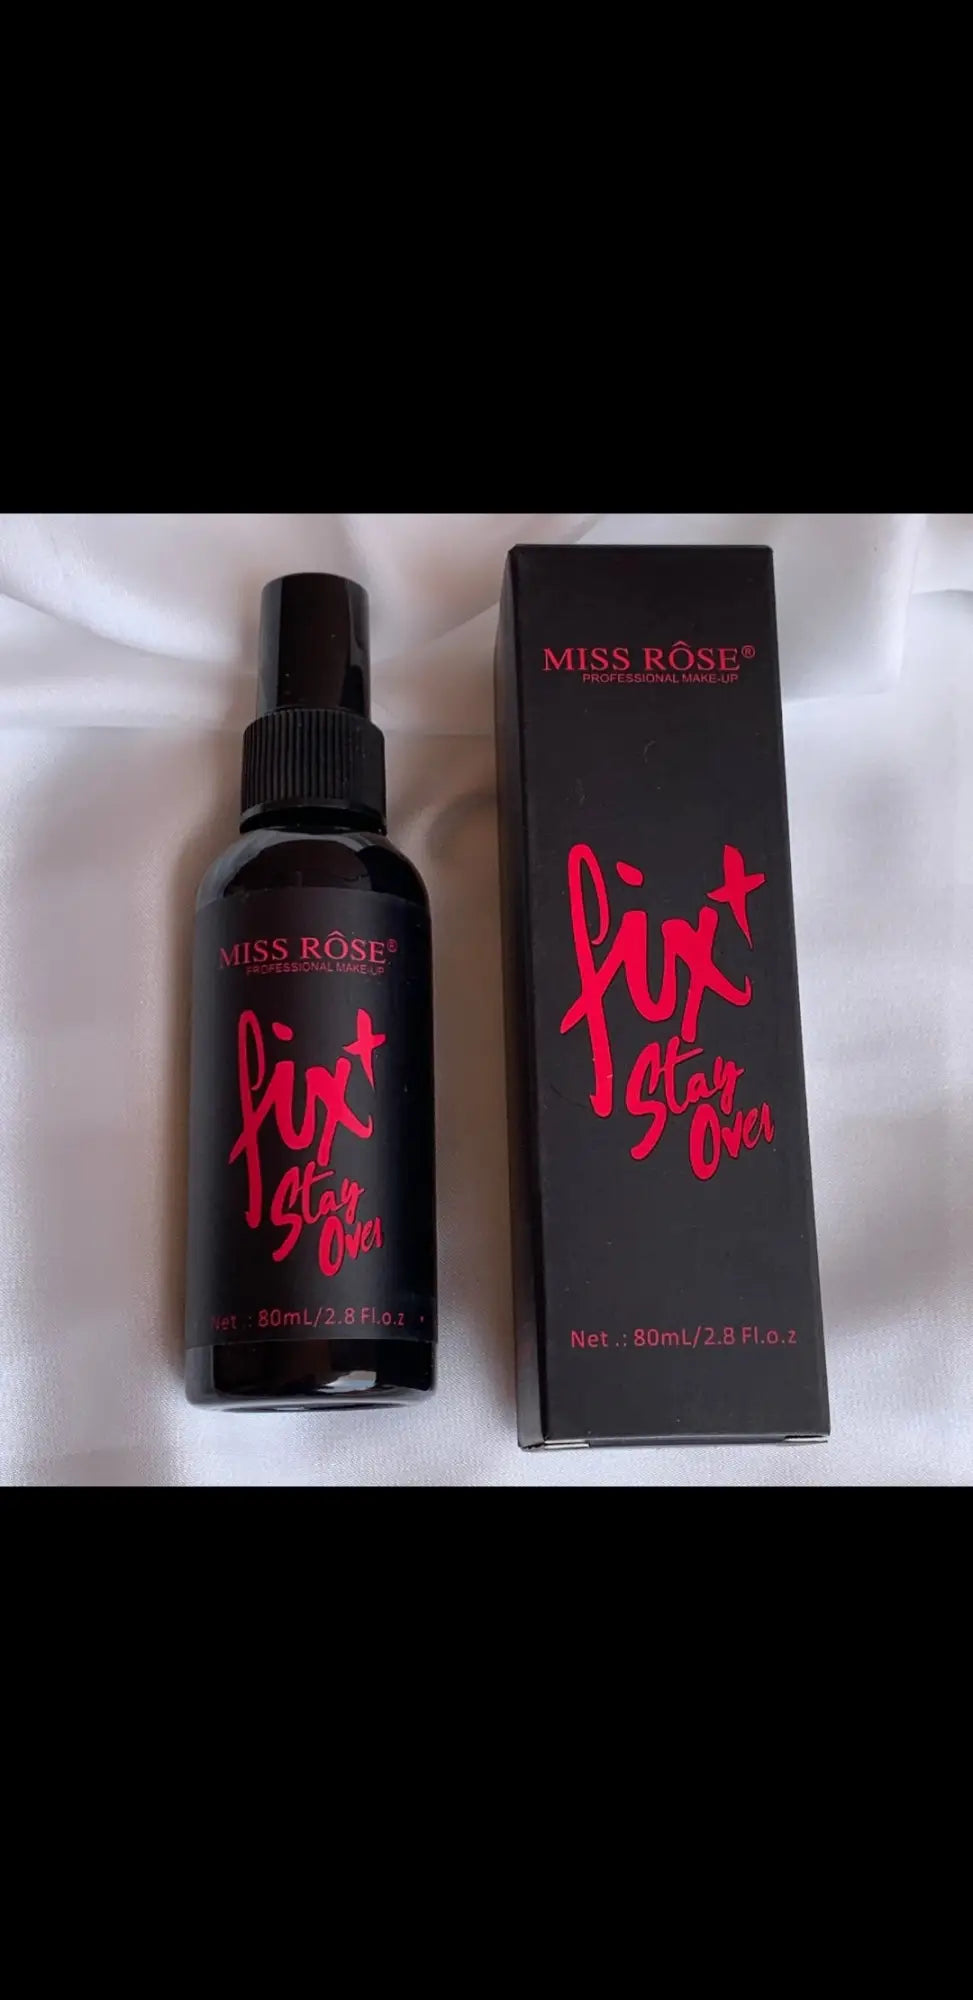 MISS RÔSE®
PROFESSIONAL MAKE-UP
fix+
Stay
Over
Net .: 80mL/2.8 Fl.o.z
MISS RÔSE®
PROFESSIONAL MAKE-UP
fix+
Stay
Over
Net .: 80mL/2.8 Fl.o.z